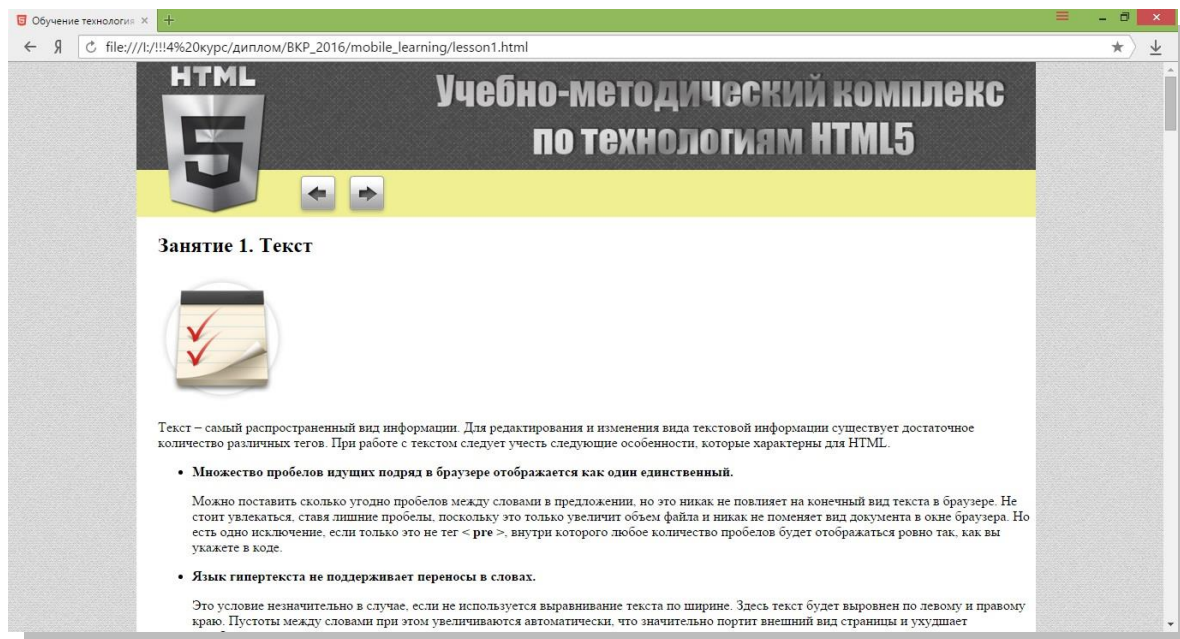 Обучение технология
file:///I:/!!!4%20курс/диплом/ВКР_2016/mobile_learning/lesson1.html
HTML
5
Учебно-методический комплекс
по технологиям HTML5
Занятие 1. Текст
Текст – самый распространенный вид информации. Для редактирования и изменения вида текстовой информации существует достаточное
количество различных тегов. При работе с текстом следует учесть следующие особенности, которые характерны для HTML.
• Множество пробелов идущих подряд в браузере отображается как один единственный.
Можно поставить сколько угодно пробелов между словами в предложении, но это никак не повлияет на конечный вид текста в браузере. Не
стоит увлекаться, ставя лишние пробелы, поскольку это только увеличит объем файла и никак не поменяет вид документа в окне браузера. Но
есть одно исключение, если только это не тег < pre >, внутри которого любое количество пробелов будет отображаться ровно так, как вы
укажете в коде.
• Язык гипертекста не поддерживает переносы в словах.
Это условие незначительно в случае, если не используется выравнивание текста по ширине. Здесь текст будет выровнен по левому и правому
краю. Пустоты между словами при этом увеличиваются автоматически, что значительно портит внешний вид страницы и ухудшает